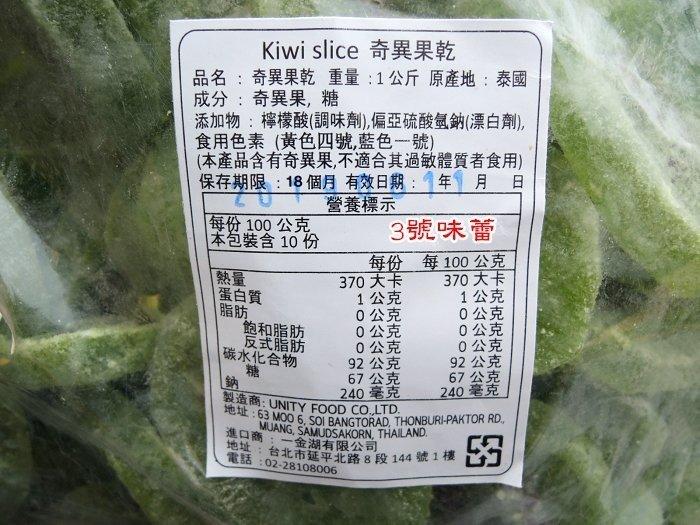 Kiwi slice 奇異果乾
品名 : 奇異果乾 重量 : 1 公斤 原產地 : 泰國
成分 : 奇異果, 糖
添加物 : 檸檬酸(調味劑),偏亞硫酸氫鈉(漂白劑),
食用色素 (黃色四號,藍色一號)
(本產品含有奇異果,不適合其過敏體質者食用)
保存期限 : 18 個月 有效日期 : 年 月 日
20190611
營養標示
每份 100 公克
本包裝含 10 份
3號味蕾
每份 每 100 公克
熱量 370 大卡 370 大卡
蛋白質 1 公克 1 公克
脂肪 0 公克 0 公克
飽和脂肪 0 公克 0 公克
反式脂肪 0 公克 0 公克
碳水化合物 92 公克 92 公克
糖 67 公克 67 公克
鈉 240 毫克 240 毫克
製造商: UNITY FOOD CO.,LTD.
地址 : 63 MOO 6, SOI BANGTORAD, THONBURI-PAKTOR RD.,
MUANG, SAMUDSAKORN, THAILAND.
進口商 : 一金湖有限公司
地址 : 台北市延平北路 8 段 144 號 1 樓
電話 : 02-28108006